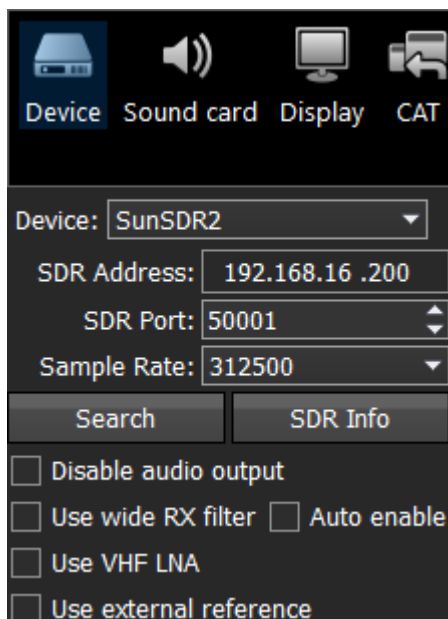 Device Sound card Display CAT
Device: SunSDR2
SDR Address: 192.168.16 .200
SDR Port: 50001
Sample Rate: 312500
Search SDR Info
Disable audio output
Use wide RX filter Auto enable
Use VHF LNA
Use external reference